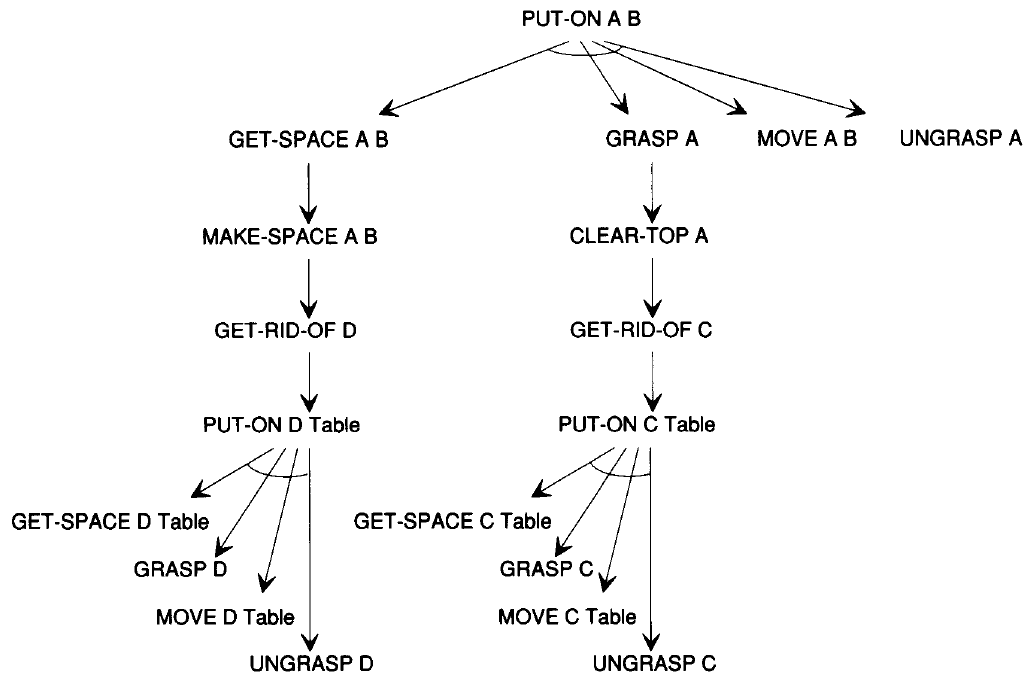 PUT-ON A B
GET-SPACE A B
GRASP A
MOVE A B
UNGRASP A
MAKE-SPACE A B
CLEAR-TOP A
GET-RID-OF D
GET-RID-OF C
PUT-ON D Table
PUT-ON C Table
GET-SPACE D Table
GET-SPACE C Table
GRASP D
GRASP C
MOVE D Table
MOVE C Table
UNGRASP D
UNGRASP C